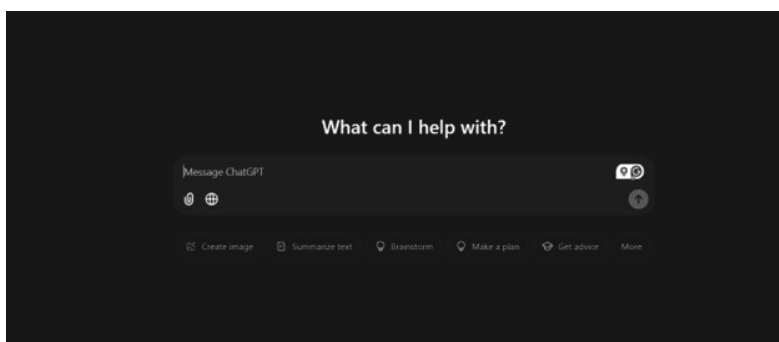 What can I help with?
Message ChatGPT
Create image Summarize text Brainstorm Make a plan Get advice More